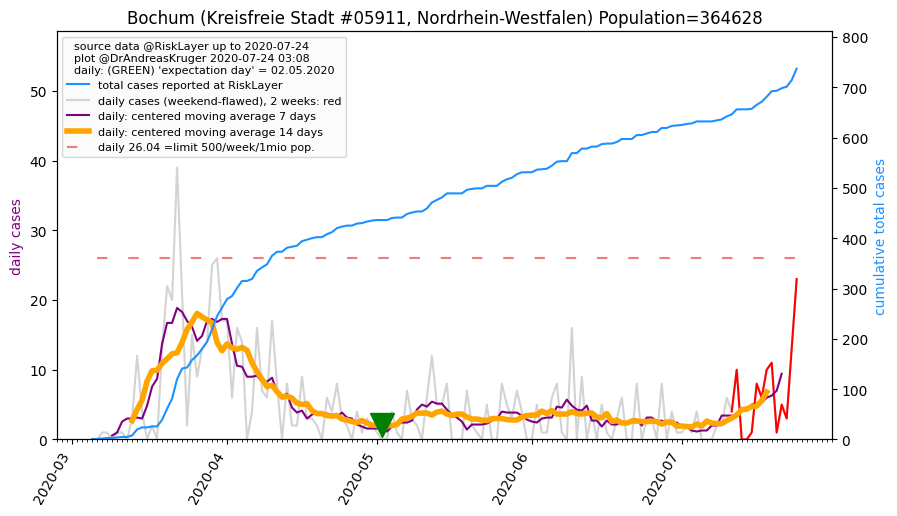 Bochum (Kreisfreie Stadt #05911, Nordrhein-Westfalen) Population=364628
source data @RiskLayer up to 2020-07-24
plot @DrAndreasKruger 2020-07-24 03:08
daily: (GREEN) 'expectation day' = 02.05.2020
total cases reported at RiskLayer
daily cases (weekend-flawed), 2 weeks: red
daily: centered moving average 7 days
daily: centered moving average 14 days
daily 26.04 =limit 500/week/1mio pop.
daily cases
50
40
30
20
10
0
cumulative total cases
800
700
600
500
400
300
200
100
0
2020-03
2020-04
2020-05
2020-06
2020-07